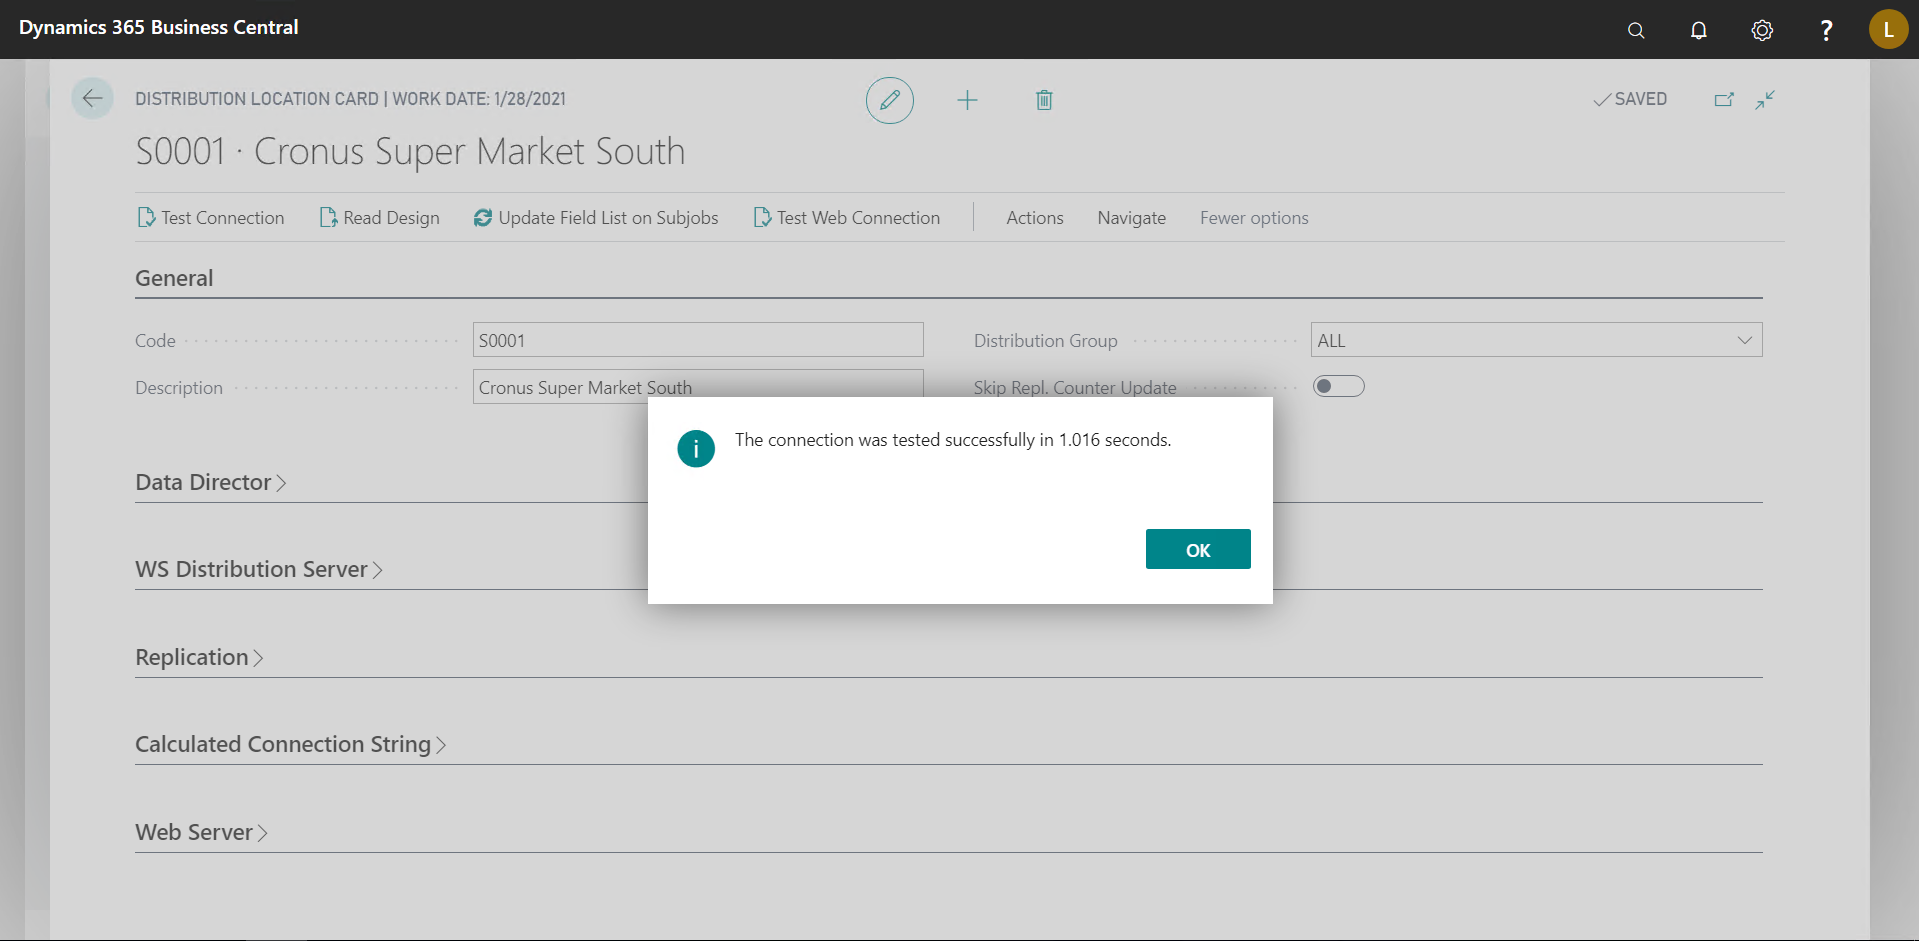 Dynamics 365 Business Central
?
L
DISTRIBUTION LOCATION CARD | WORK DATE: 1/28/2021
SAVED
S0001 · Cronus Super Market South
Test Connection
Read Design
Update Field List on Subjobs
Test Web Connection
Actions
Navigate
Fewer options
General
Code
S0001
Distribution Group
ALL
Description
Cronus Super Market South
Skip Repl. Counter Update
i
The connection was tested successfully in 1.016 seconds.
OK
Data Director
WS Distribution Server
Replication
Calculated Connection String
Web Server